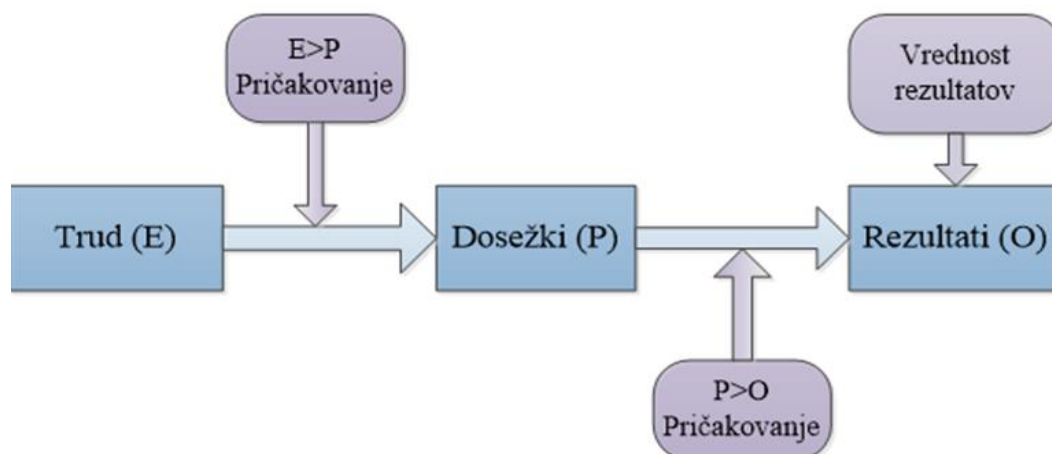 E>P
Pričakovanje
Vrednost
rezultatov
Trud (E)
Dosežki (P)
Rezultati (O)
P>O
Pričakovanje